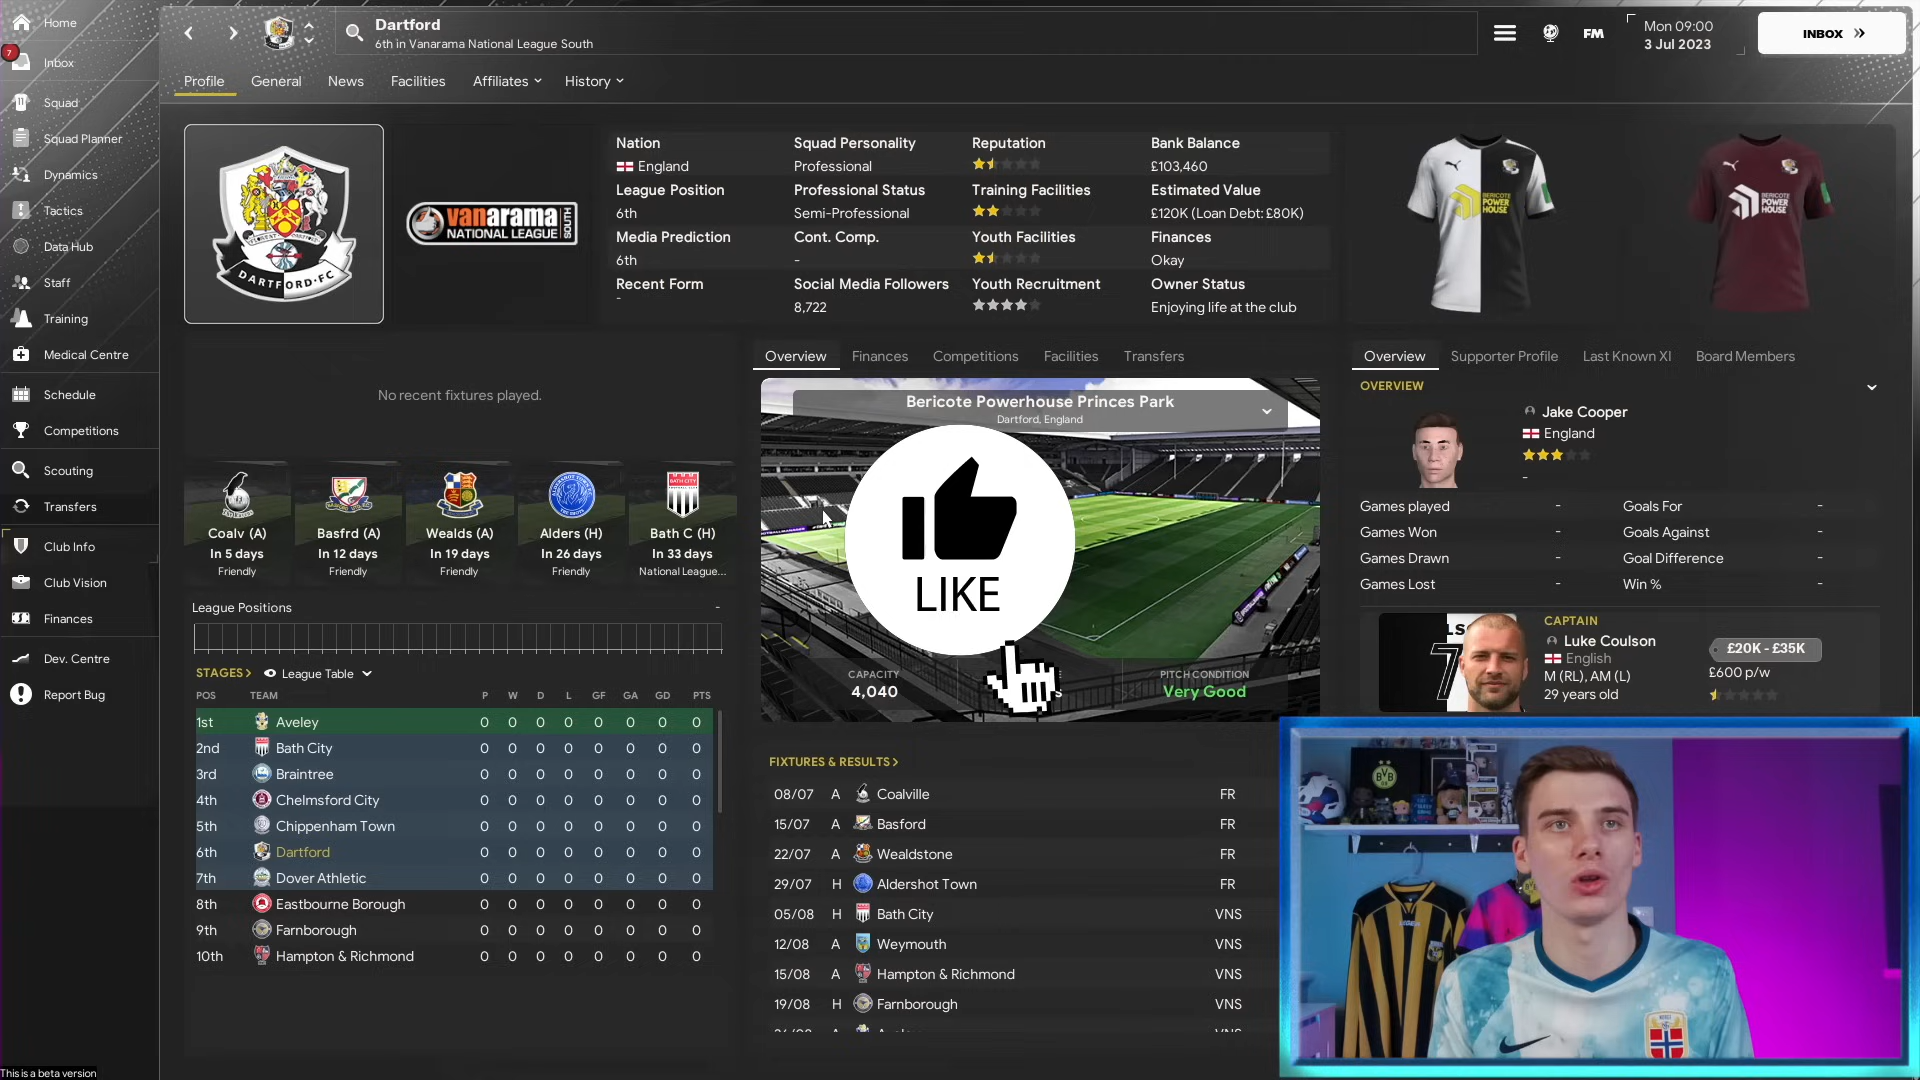 Home
7
Inbox
Squad
Squad Planner
Dynamics
Tactics
Data Hub
Staff
Training
Medical Centre
Schedule
Competitions
Scouting
Transfers
Club Info
Club Vision
Finances
Dev. Centre
Report Bug
This is a beta version
Dartford
6th in Vanarama National League South
FM
Mon 09:00
3 Jul 2023
INBOX
Profile General News Facilities Affiliates History
DARTFORD·FC
vanarama
NATIONAL LEAGUE
SOUTH
Nation
England
League Position
6th
Media Prediction
6th
Recent Form
-
Squad Personality
Professional
Professional Status
Semi-Professional
Cont. Comp.
-
Social Media Followers
8,722
Reputation
Training Facilities
Youth Facilities
Youth Recruitment
Bank Balance
£103,460
Estimated Value
£120K (Loan Debt: £80K)
Finances
Okay
Owner Status
Enjoying life at the club
BERICOTE
POWER
HOUSE
BERICOTE
POWER
HOUSE
No recent fixtures played.
Coalv (A)
In 5 days
Friendly
Basfrd (A)
In 12 days
Friendly
Wealds (A)
In 19 days
Friendly
Alders (H)
In 26 days
Friendly
Bath C (H)
In 33 days
National League...
League Positions -
STAGES > League Table
POS TEAM P W D L GF GA GD PTS
1st Aveley 0 0 0 0 0 0 0 0
2nd Bath City 0 0 0 0 0 0 0 0
3rd Braintree 0 0 0 0 0 0 0 0
4th Chelmsford City 0 0 0 0 0 0 0 0
5th Chippenham Town 0 0 0 0 0 0 0 0
6th Dartford 0 0 0 0 0 0 0 0
7th Dover Athletic 0 0 0 0 0 0 0 0
8th Eastbourne Borough 0 0 0 0 0 0 0 0
9th Farnborough 0 0 0 0 0 0 0 0
10th Hampton & Richmond 0 0 0 0 0 0 0 0
Overview Finances Competitions Facilities Transfers
Bericote Powerhouse Princes Park
Dartford, England
LIKE
CAPACITY
4,040
PITCH CONDITION
Very Good
FIXTURES & RESULTS >
08/07 A Coalville FR
15/07 A Basford FR
22/07 A Wealdstone FR
29/07 H Aldershot Town FR
05/08 H Bath City VNS
12/08 A Weymouth VNS
15/08 A Hampton & Richmond VNS
19/08 H Farnborough VNS
Overview Supporter Profile Last Known XI Board Members
OVERVIEW
Jake Cooper
England
-
Games played - Goals For -
Games Won - Goals Against -
Games Drawn - Goal Difference -
Games Lost - Win % -
CAPTAIN
Luke Coulson
English
M (RL), AM (L)
29 years old
£20K - £35K
£600 p/w
BVB
09